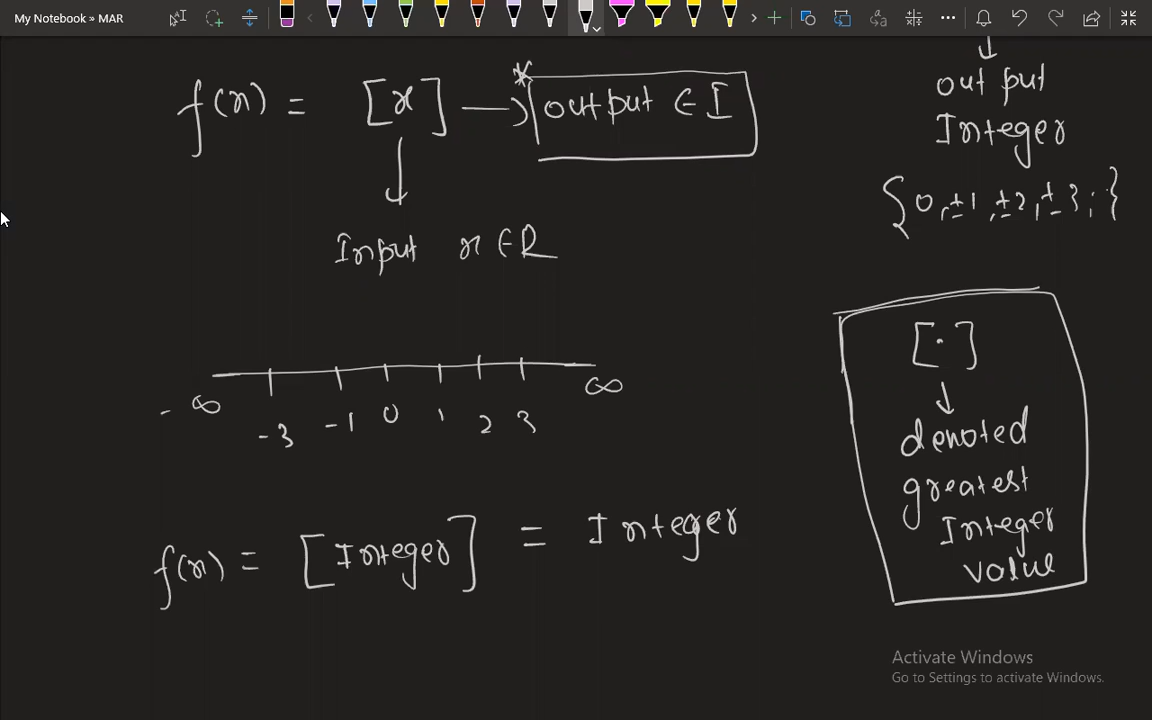 My Notebook » MAR
f(x) = [x] → * output ∈ I
↓
Input x ∈ R
-∞ -3 -1 0 1 2 3 ∞
f(x) = [Integer] = Integer
↓
output
Integer
{0, ±1, ±2, ±3, ; }
[·]
↓
denoted
greatest
Integer
value
Activate Windows
Go to Settings to activate Windows.